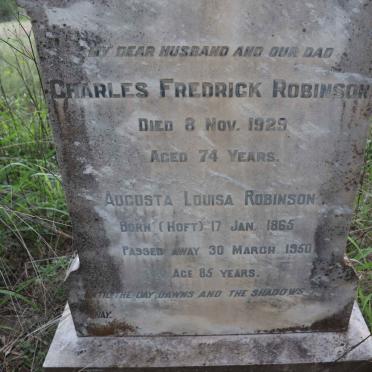 MY DEAR HUSBAND AND OUR DAD
CHARLES FREDRICK ROBINSON
DIED 8 NOV. 1929
AGED 74 YEARS.
AUGUSTA LOUISA ROBINSON
BORN (HOFT) 17 JAN. 1865
PASSED AWAY 30 MARCH 1950
AGE 85 YEARS.
UNTIL THE DAY DAWNS AND THE SHADOWS
AWAY.